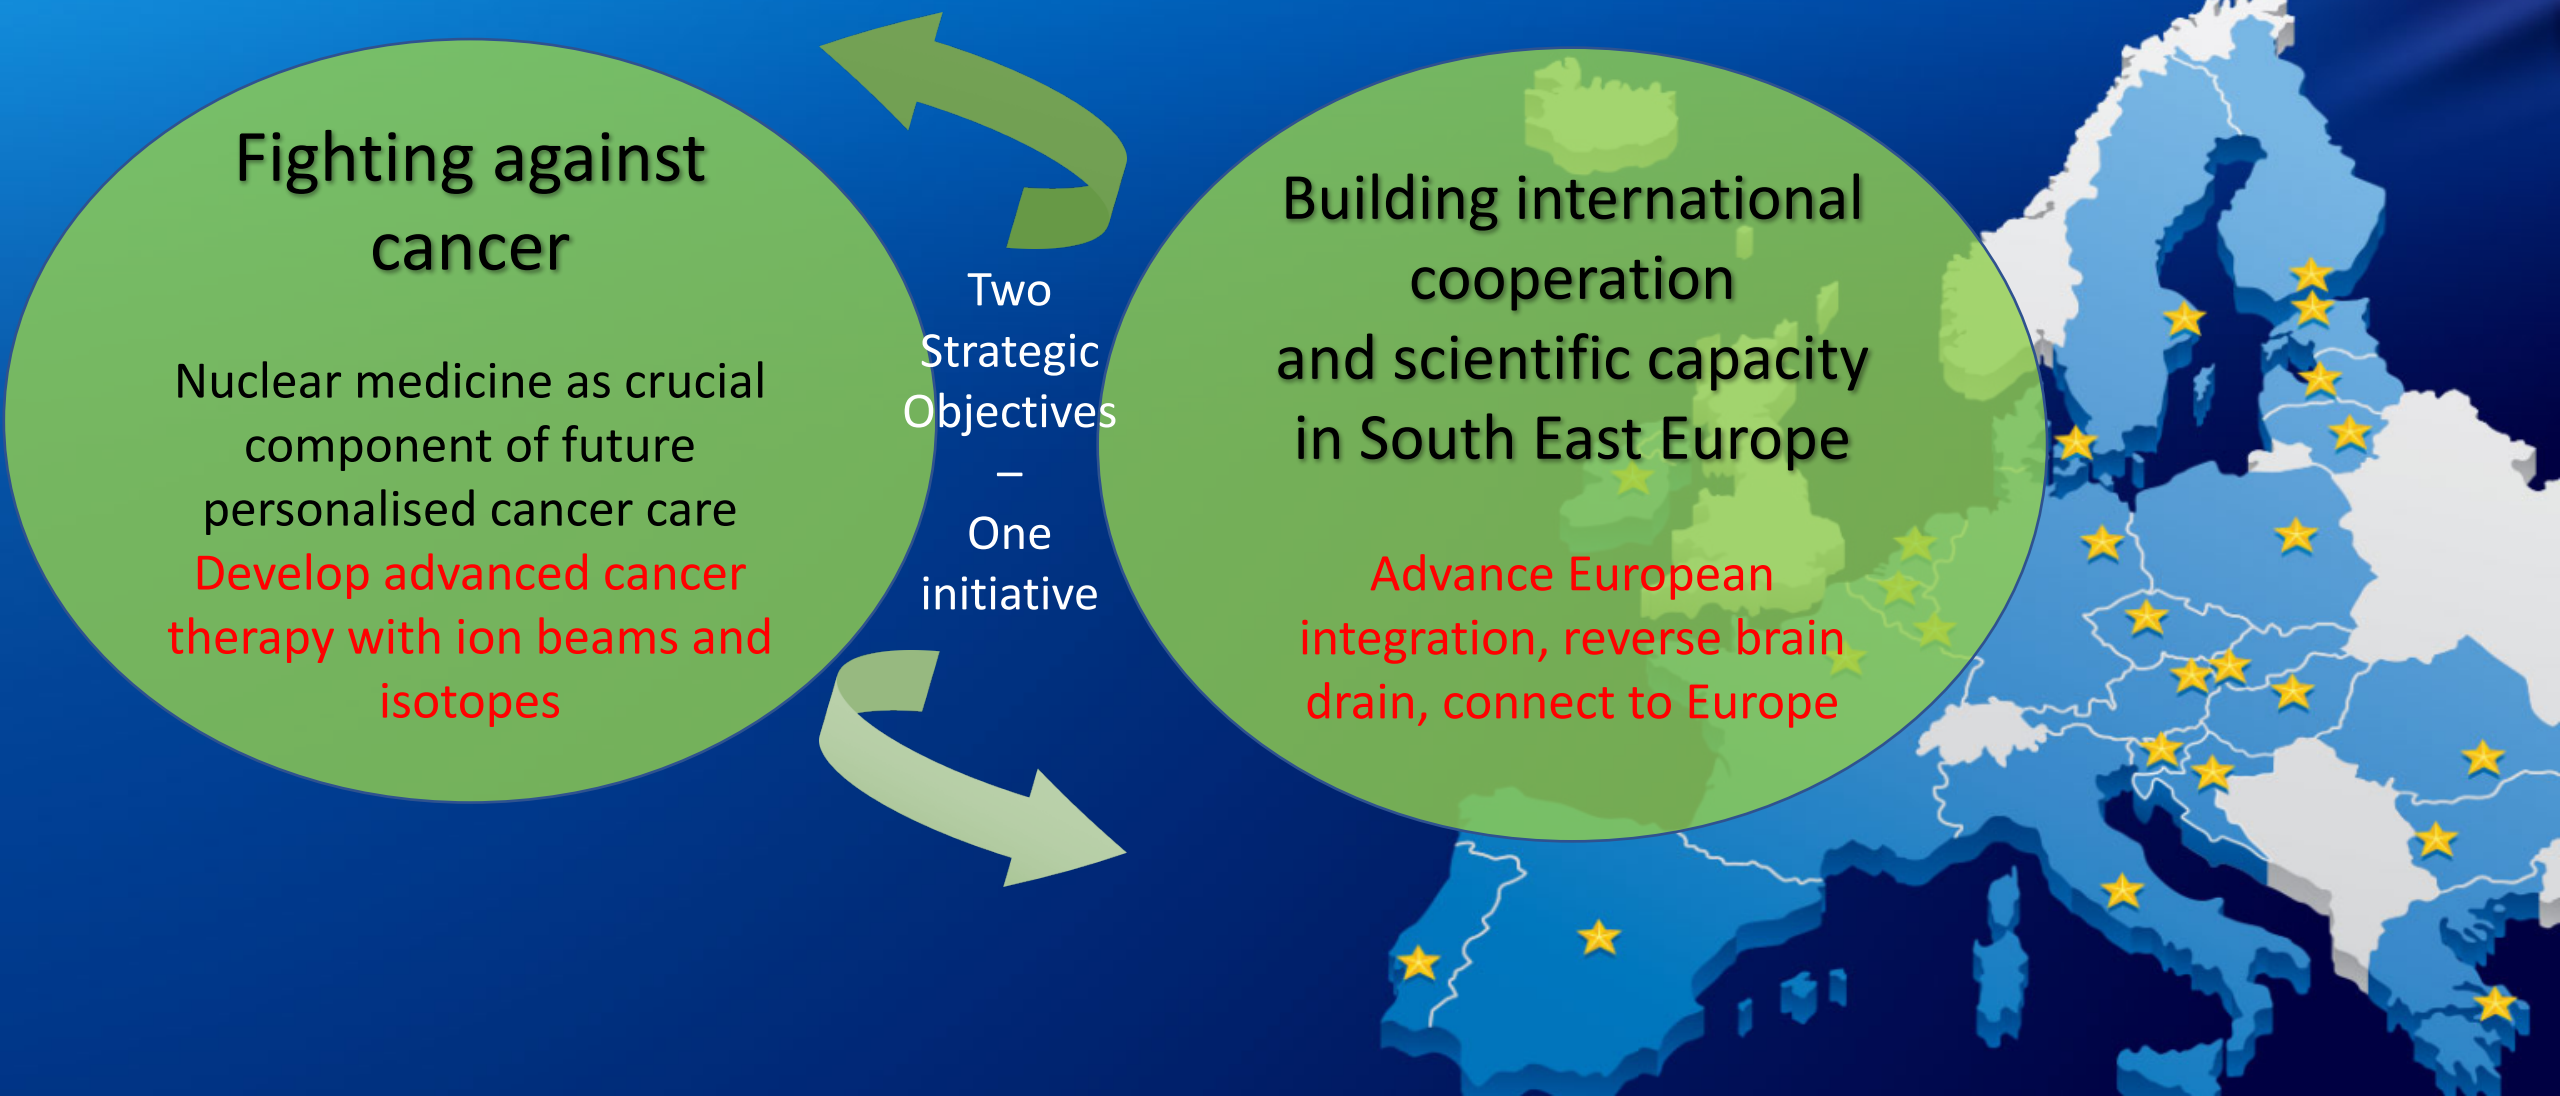 Fighting against
cancer
Nuclear medicine as crucial
component of future
personalised cancer care
Develop advanced cancer
therapy with ion beams and
isotopes
Two
Strategic
Objectives
–
One
initiative
Building international
cooperation
and scientific capacity
in South East Europe
Advance European
integration, reverse brain
drain, connect to Europe